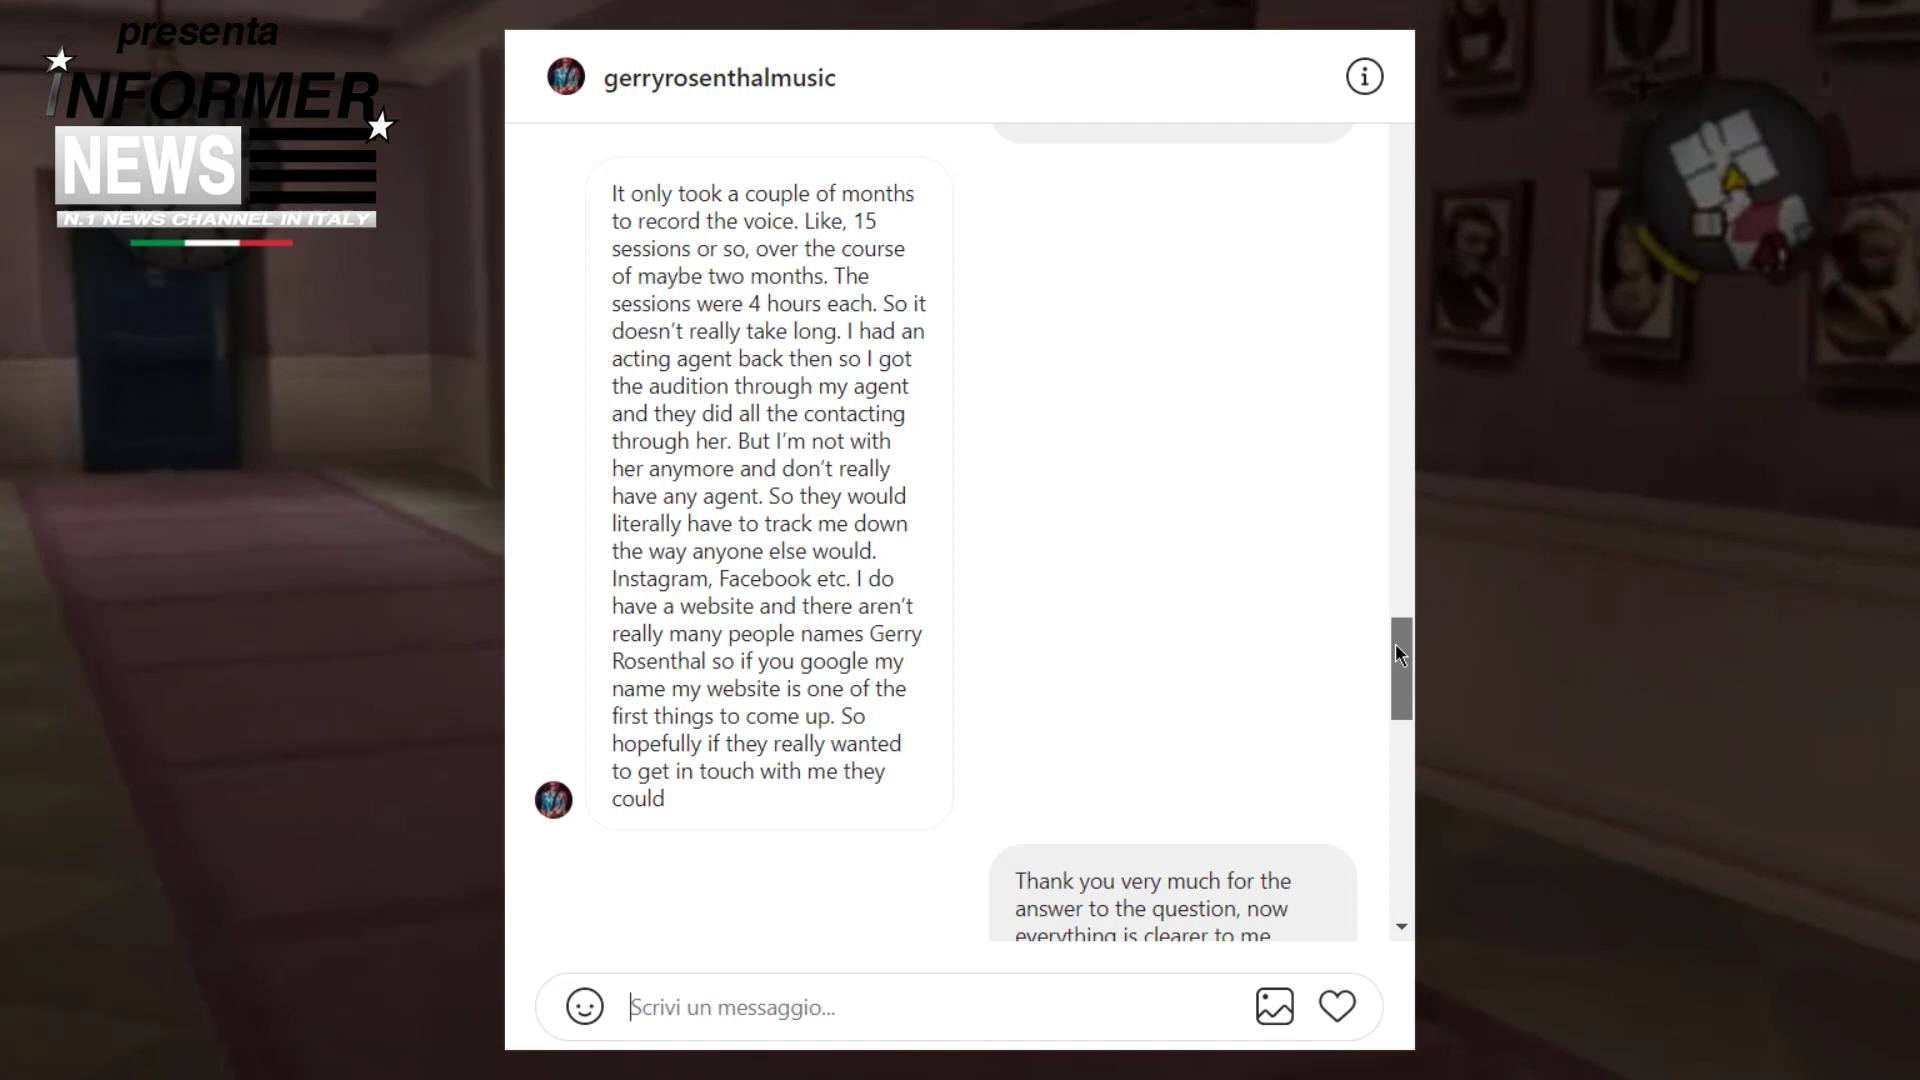 presenta
INFORMER
NEWS
N.1 NEWS CHANNEL IN ITALY
gerryrosenthalmusic
It only took a couple of months
to record the voice. Like, 15
sessions or so, over the course
of maybe two months. The
sessions were 4 hours each. So it
doesn't really take long. I had an
acting agent back then so I got
the audition through my agent
and they did all the contacting
through her. But I'm not with
her anymore and don't really
have any agent. So they would
literally have to track me down
the way anyone else would.
Instagram, Facebook etc. I do
have a website and there aren't
really many people names Gerry
Rosenthal so if you google my
name my website is one of the
first things to come up. So
hopefully if they really wanted
to get in touch with me they
could
Thank you very much for the
answer to the question, now
everything is clearer to me
Scrivi un messaggio...